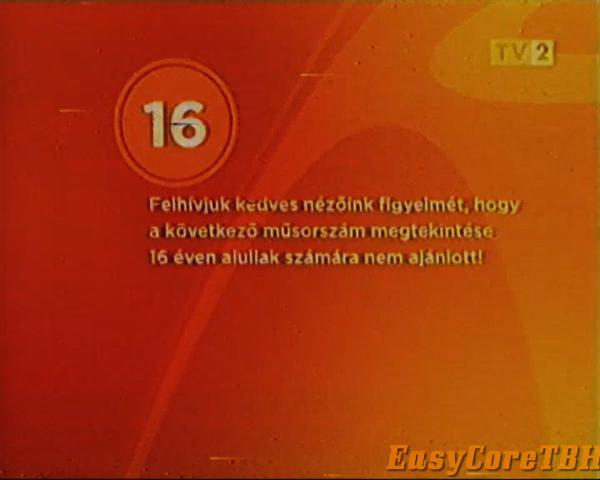 TV2
16
Felhívjuk kedves nézőink figyelmét, hogy
a következő műsorszám megtekintése
16 éven aluliak számára nem ajánlott!
EasyCoreTBH